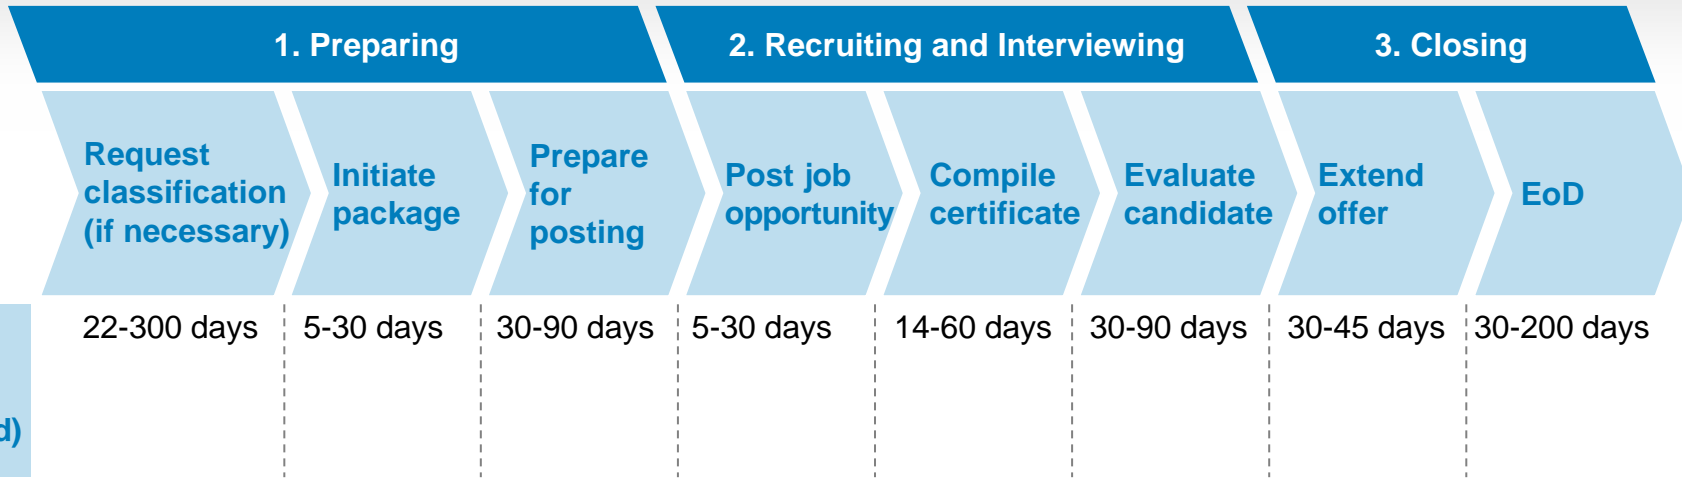 1. Preparing
2. Recruiting and Interviewing
3. Closing
Request
classification
(if necessary)
Initiate
package
Prepare
for
posting
Post job
opportunity
Compile
certificate
Evaluate
candidate
Extend
offer
EoD
22-300 days
5-30 days
30-90 days
5-30 days
14-60 days
30-90 days
30-45 days
30-200 days
d)